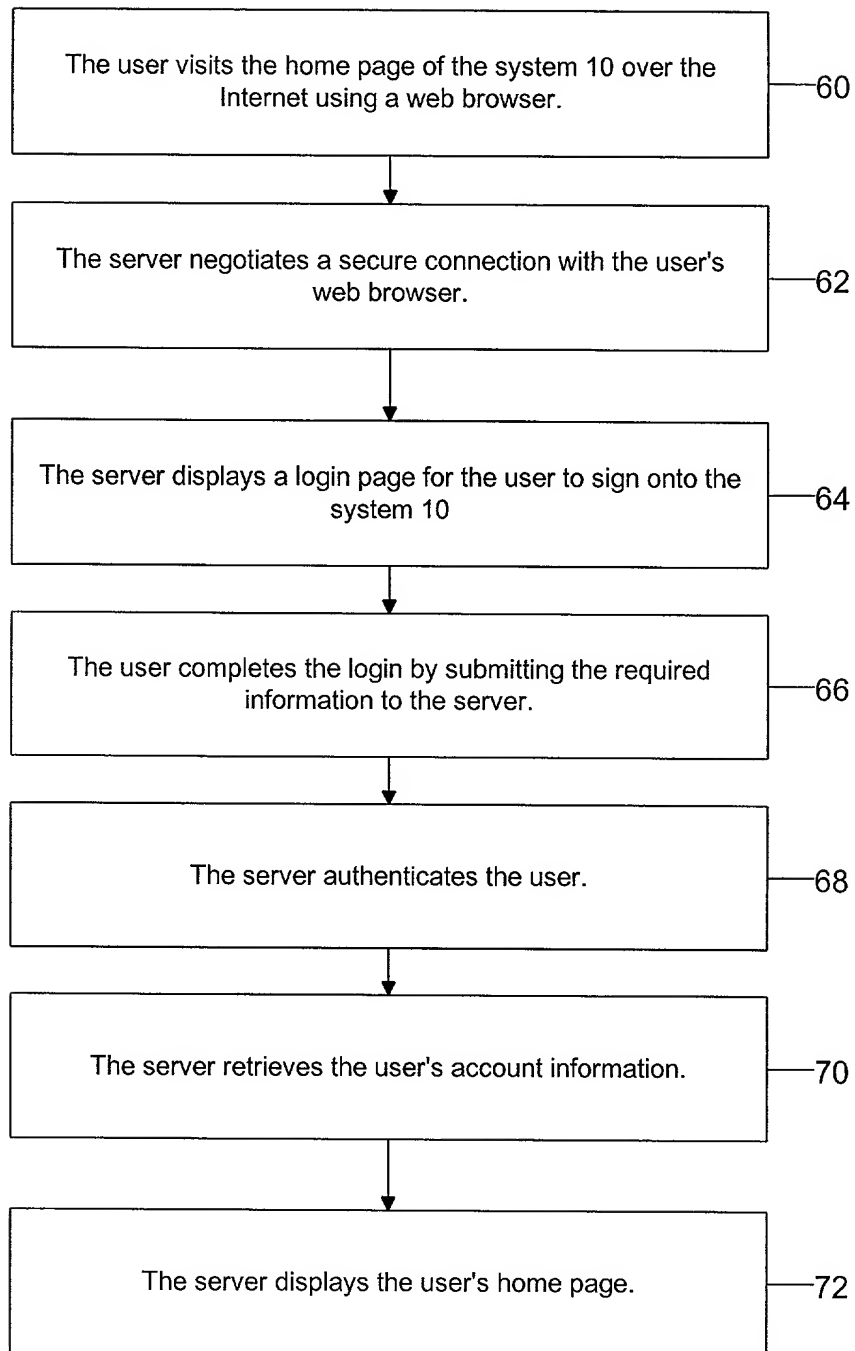 The user visits the home page of the system 10 over the
Internet using a web browser.
60
The server negotiates a secure connection with the user's
web browser.
62
The server displays a login page for the user to sign onto the
system 10
64
The user completes the login by submitting the required
information to the server.
66
The server authenticates the user.
68
The server retrieves the user's account information.
70
The server displays the user's home page.
72